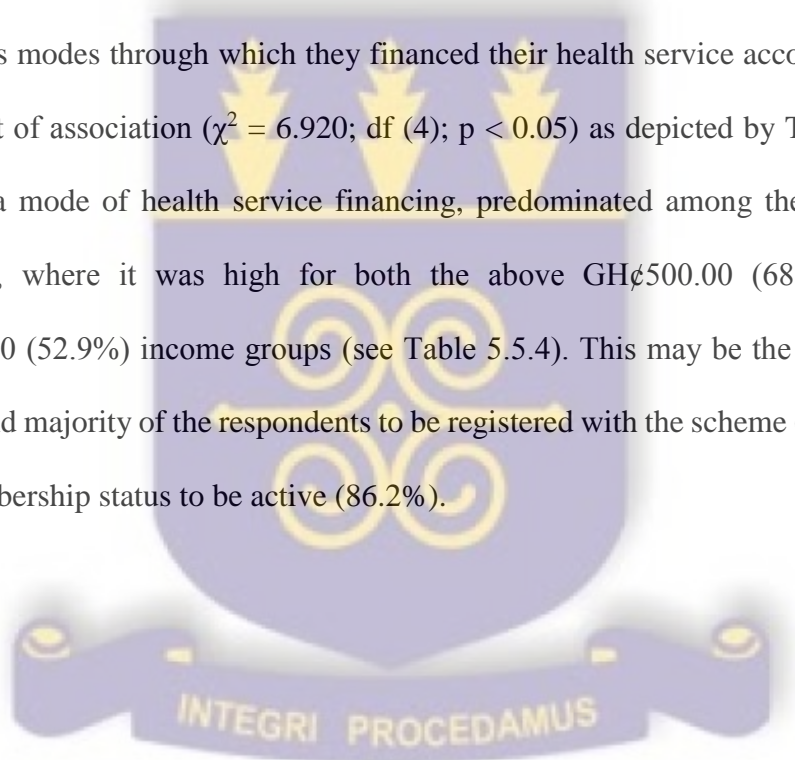 s modes through which they financed their health service acco
t of association (χ² = 6.920; df (4); p < 0.05) as depicted by T
a mode of health service financing, predominated among the
, where it was high for both the above GH¢500.00 (68
0 (52.9%) income groups (see Table 5.5.4). This may be the
d majority of the respondents to be registered with the scheme
bership status to be active (86.2%).
INTEGRI PROCEDAMUS